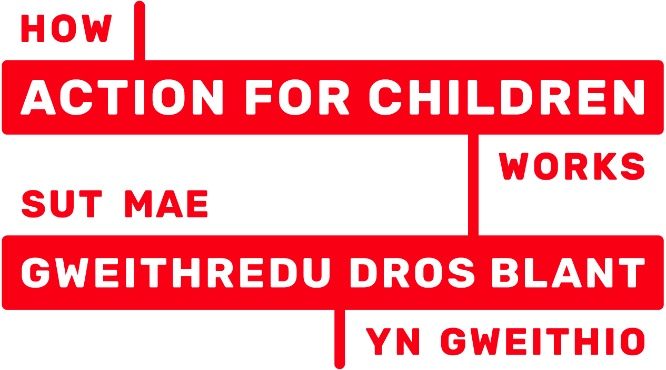 HOW
ACTION FOR CHILDREN
WORKS
SUT MAE
GWEITHREDU DROS BLANT
YN GWEITHIO